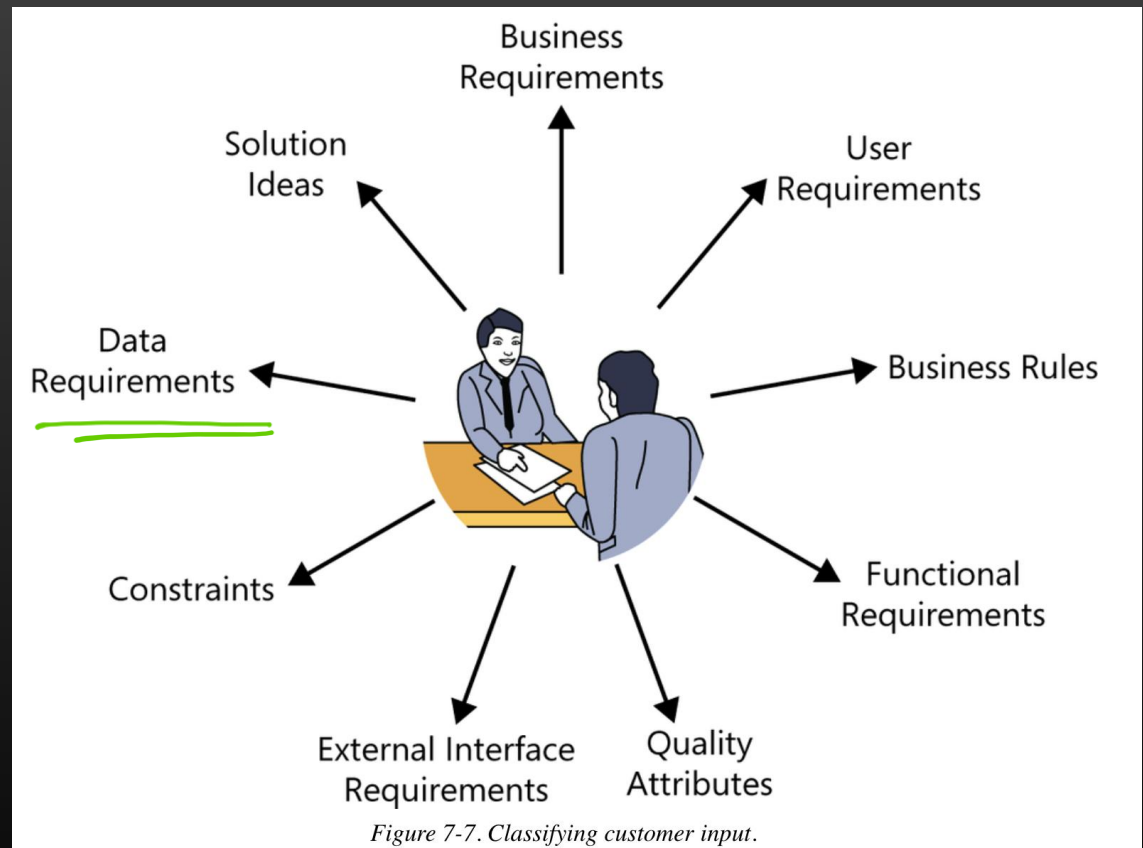 Business
Requirements
Solution
Ideas
User
Requirements
Data
Requirements
Business Rules
Constraints
Functional
Requirements
External Interface
Requirements
Quality
Attributes
Figure 7-7. Classifying customer input.